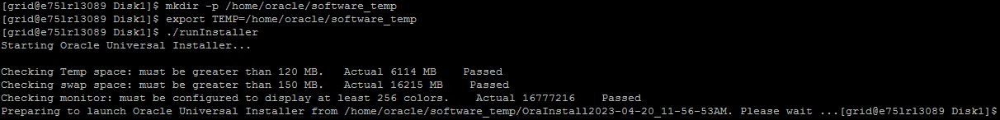 [grid@e75lrl3089 Disk1]$ mkdir -p /home/oracle/software_temp
[grid@e75lrl3089 Disk1]$ export TEMP=/home/oracle/software_temp
[grid@e75lrl3089 Disk1]$ ./runInstaller
Starting Oracle Universal Installer...
Checking Temp space: must be greater than 120 MB.   Actual 6114 MB    Passed
Checking swap space: must be greater than 150 MB.   Actual 16215 MB    Passed
Checking monitor: must be configured to display at least 256 colors.    Actual 16777216    Passed
Preparing to launch Oracle Universal Installer from /home/oracle/software_temp/OraInstall2023-04-20_11-56-53AM. Please wait ...[grid@e75lrl3089 Disk1]$